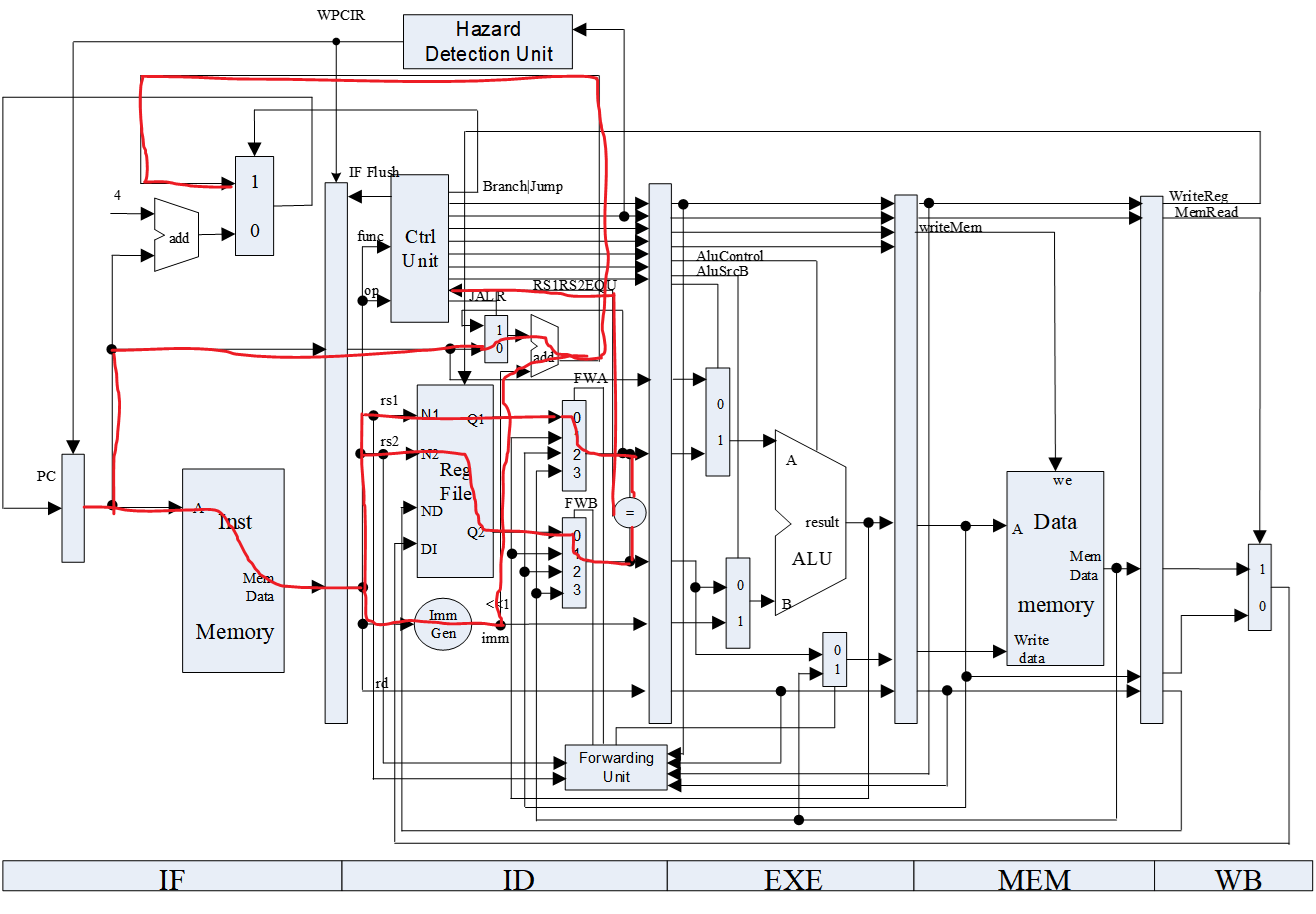 WPCIR
Hazard
Detection Unit
1
0
4
add
IF Flush
Branch|Jump
func
Ctrl
Unit
op
RS1RS2EQU
JALR
1
0
add
WriteReg
MemRead
writeMem
AluControl
AluSrcB
FWA
rs1
N1
Q1
rs2
N2
Reg
File
ND
Q2
DI
0
1
2
3
FWB
0
1
2
3
=
PC
A
Inst
Mem
Data
Memory
<<1
Imm
Gen
imm
rd
0
1
A
result
ALU
B
0
1
0
1
we
A
Data
Mem
Data
memory
Write
data
1
0
Forwarding
Unit
IF
ID
EXE
MEM
WB